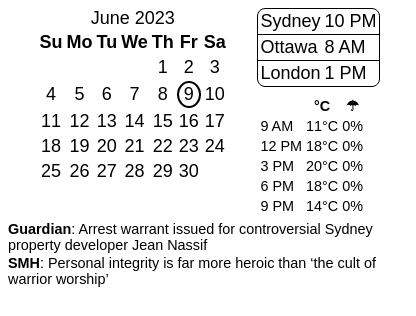 June 2023
Su Mo Tu We Th Fr Sa
1 2 3
4 5 6 7 8 9 10
11 12 13 14 15 16 17
18 19 20 21 22 23 24
25 26 27 28 29 30
Sydney 10 PM
Ottawa 8 AM
London 1 PM
°C ☂
9 AM 11°C 0%
12 PM 18°C 0%
3 PM 20°C 0%
6 PM 18°C 0%
9 PM 14°C 0%
Guardian: Arrest warrant issued for controversial Sydney
property developer Jean Nassif
SMH: Personal integrity is far more heroic than ‘the cult of
warrior worship’